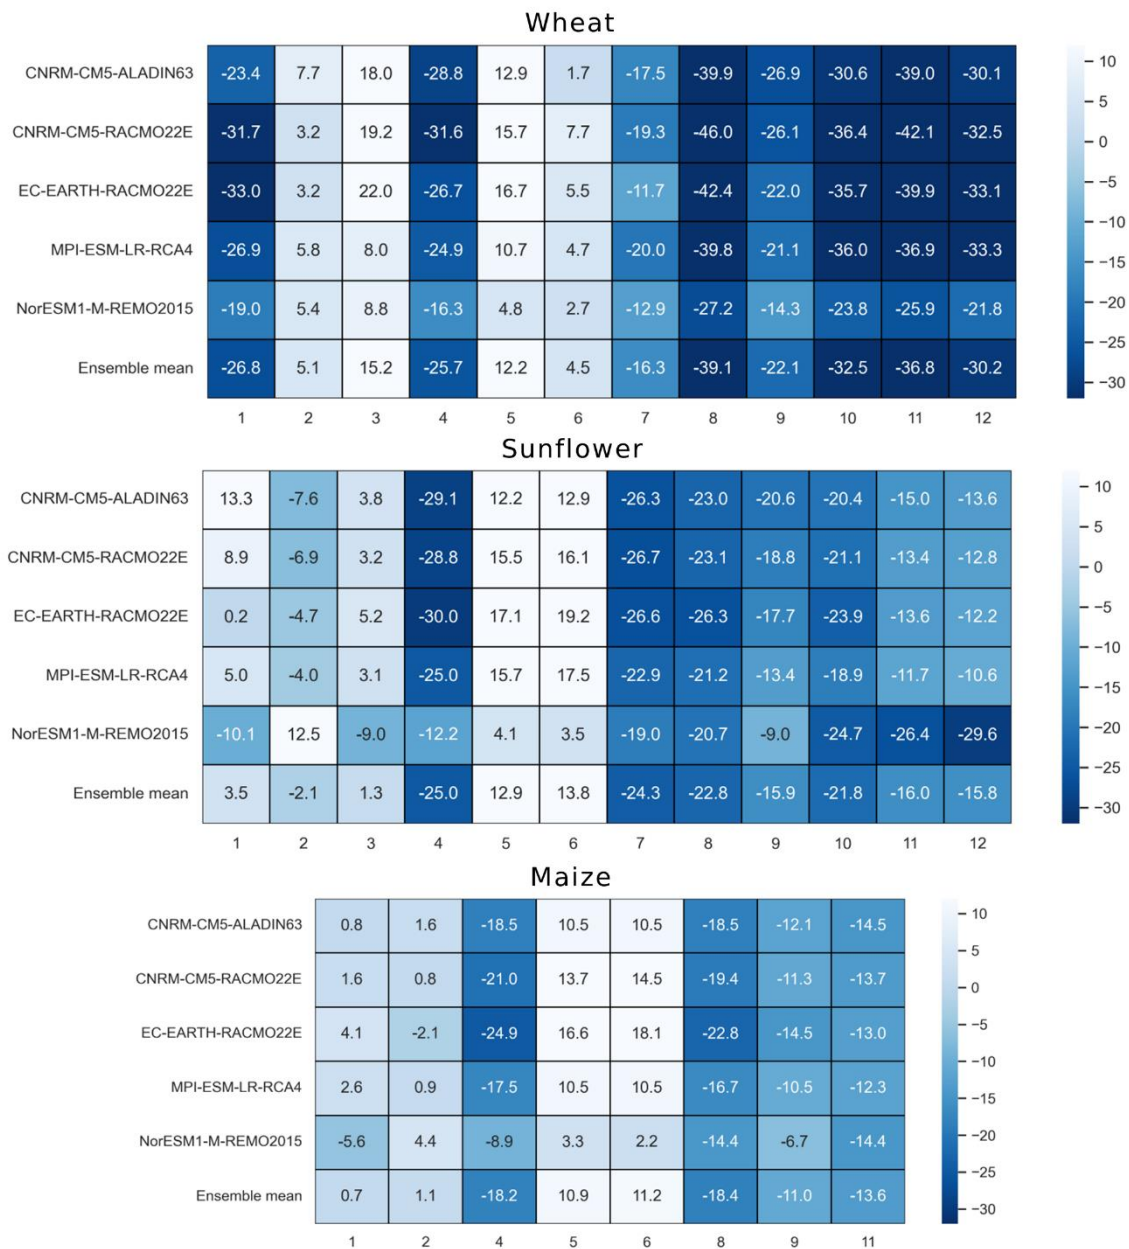 Wheat
CNRM-CM5-ALADIN63 -23.4 7.7 18.0 -28.8 12.9 1.7 -17.5 -39.9 -26.9 -30.6 -39.0 -30.1
CNRM-CM5-RACMO22E -31.7 3.2 19.2 -31.6 15.7 7.7 -19.3 -46.0 -26.1 -36.4 -42.1 -32.5
EC-EARTH-RACMO22E -33.0 3.2 22.0 -26.7 16.7 5.5 -11.7 -42.4 -22.0 -35.7 -39.9 -33.1
MPI-ESM-LR-RCA4 -26.9 5.8 8.0 -24.9 10.7 4.7 -20.0 -39.8 -21.1 -36.0 -36.9 -33.3
NorESM1-M-REMO2015 -19.0 5.4 8.8 -16.3 4.8 2.7 -12.9 -27.2 -14.3 -23.8 -25.9 -21.8
Ensemble mean -26.8 5.1 15.2 -25.7 12.2 4.5 -16.3 -39.1 -22.1 -32.5 -36.8 -30.2
1 2 3 4 5 6 7 8 9 10 11 12
10
5
0
−5
−10
−15
−20
−25
−30
Sunflower
CNRM-CM5-ALADIN63 13.3 -7.6 3.8 -29.1 12.2 12.9 -26.3 -23.0 -20.6 -20.4 -15.0 -13.6
CNRM-CM5-RACMO22E 8.9 -6.9 3.2 -28.8 15.5 16.1 -26.7 -23.1 -18.8 -21.1 -13.4 -12.8
EC-EARTH-RACMO22E 0.2 -4.7 5.2 -30.0 17.1 19.2 -26.6 -26.3 -17.7 -23.9 -13.6 -12.2
MPI-ESM-LR-RCA4 5.0 -4.0 3.1 -25.0 15.7 17.5 -22.9 -21.2 -13.4 -18.9 -11.7 -10.6
NorESM1-M-REMO2015 -10.1 12.5 -9.0 -12.2 4.1 3.5 -19.0 -20.7 -9.0 -24.7 -26.4 -29.6
Ensemble mean 3.5 -2.1 1.3 -25.0 12.9 13.8 -24.3 -22.8 -15.9 -21.8 -16.0 -15.8
1 2 3 4 5 6 7 8 9 10 11 12
10
5
0
−5
−10
−15
−20
−25
−30
Maize
CNRM-CM5-ALADIN63 0.8 1.6 -18.5 10.5 10.5 -18.5 -12.1 -14.5
CNRM-CM5-RACMO22E 1.6 0.8 -21.0 13.7 14.5 -19.4 -11.3 -13.7
EC-EARTH-RACMO22E 4.1 -2.1 -24.9 16.6 18.1 -22.8 -14.5 -13.0
MPI-ESM-LR-RCA4 2.6 0.9 -17.5 10.5 10.5 -16.7 -10.5 -12.3
NorESM1-M-REMO2015 -5.6 4.4 -8.9 3.3 2.2 -14.4 -6.7 -14.4
Ensemble mean 0.7 1.1 -18.2 10.9 11.2 -18.4 -11.0 -13.6
1 2 4 5 6 8 9 11
10
5
0
−5
−10
−15
−20
−25
−30